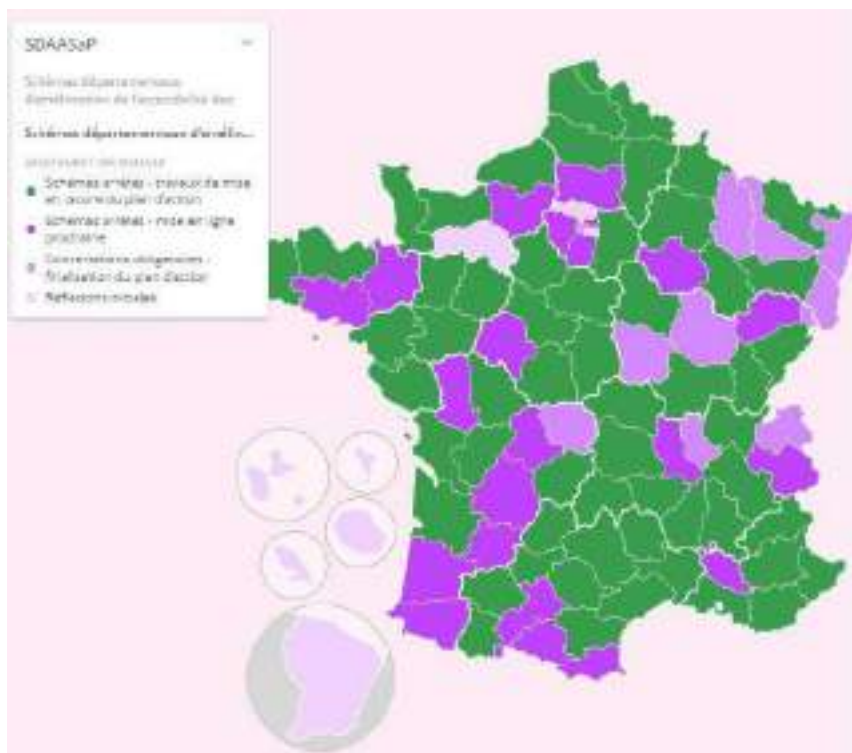 SDAASaP
Schémas départementaux
d'amélioration de l'accessibilité des
Schémas départementaux d'amélio...
Schémas arrêtés - travaux de mise
en œuvre du plan d'action
Schémas arrêtés - mise en ligne
prochaine
Concertations obligatoires -
finalisation du plan d'action
Réflexions initiales